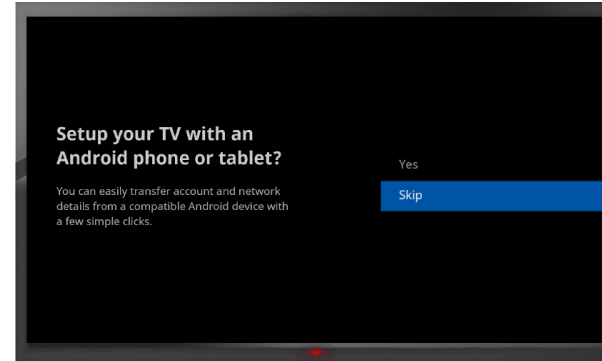 Setup your TV with an
Android phone or tablet?
You can easily transfer account and network
details from a compatible Android device with
a few simple clicks.
Yes
Skip